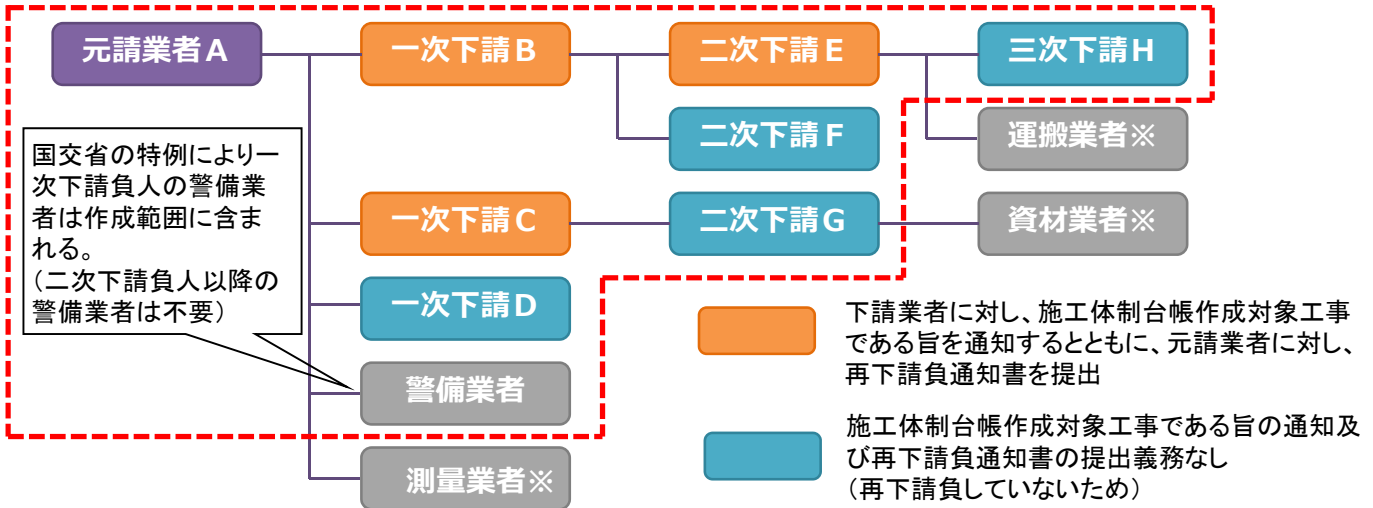 元請業者A
一次下請B
二次下請E
三次下請H
二次下請F
運搬業者※
国交省の特例により一
次下請負人の警備業
者は作成範囲に含ま
れる。
（二次下請負人以降の
警備業者は不要）
一次下請C
二次下請G
資材業者※
一次下請D
警備業者
測量業者※
下請業者に対し、施工体制台帳作成対象工事
である旨を通知するとともに、元請業者に対し、
再下請負通知書を提出
施工体制台帳作成対象工事である旨の通知及
び再下請負通知書の提出義務なし
（再下請負していないため）